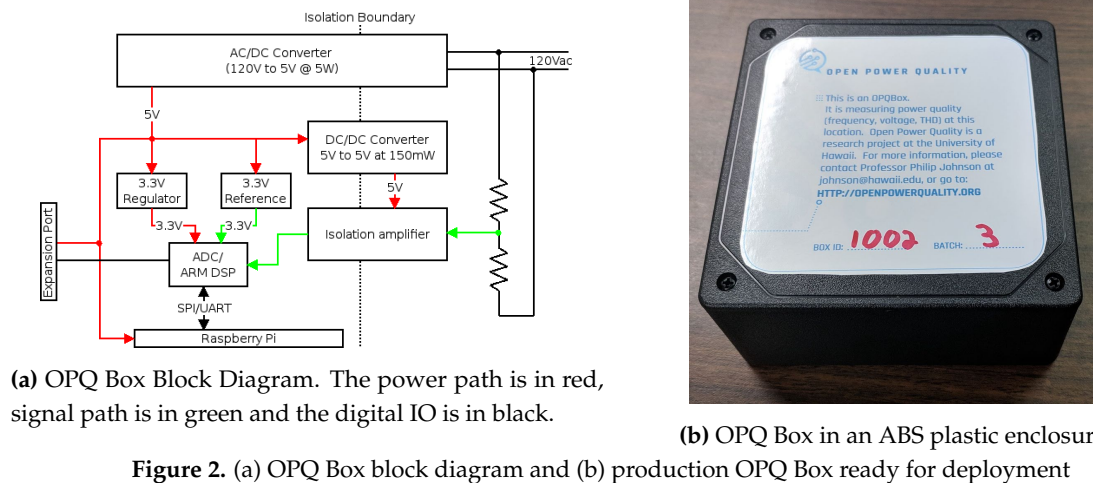 Isolation Boundary
AC/DC Converter
(120V to 5V @ 5W)
120Vac
5V
DC/DC Converter
5V to 5V at 150mW
3.3V
Regulator
3.3V
Reference
5V
3.3V
3.3V
Isolation amplifier
Expansion Port
ADC/
ARM DSP
SPI/UART
Raspberry Pi
(a) OPQ Box Block Diagram. The power path is in red,
signal path is in green and the digital IO is in black.
OPEN POWER QUALITY
This is an OPQBox.
It is measuring power quality
(frequency, voltage, THD) at this
location. Open Power Quality is a
research project at the University of
Hawaii. For more information, please
contact Professor Philip Johnson at
johnson@hawaii.edu, or go to:
HTTP://OPENPOWERQUALITY.ORG
BOX ID: 1002 BATCH: 3
(b) OPQ Box in an ABS plastic enclosur
Figure 2. (a) OPQ Box block diagram and (b) production OPQ Box ready for deployment